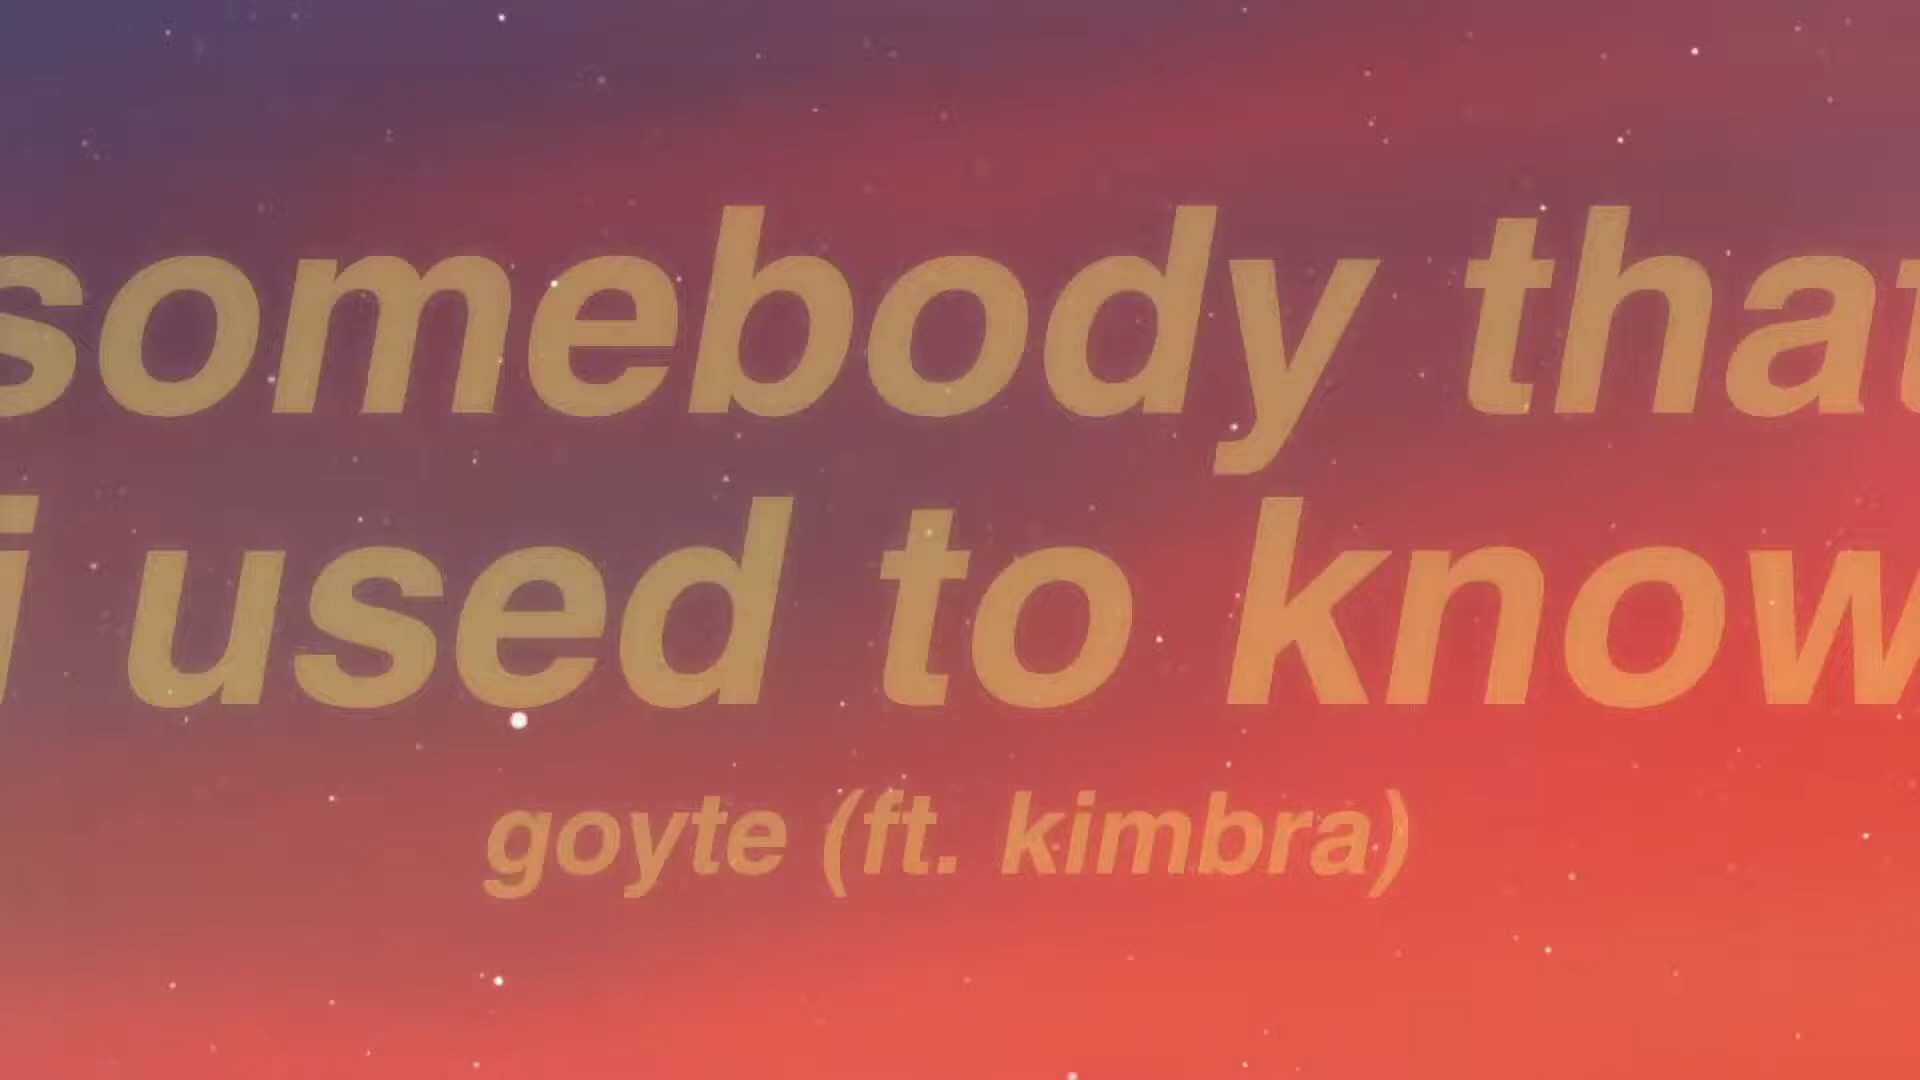 somebody that
i used to know
goyte (ft. kimbra)